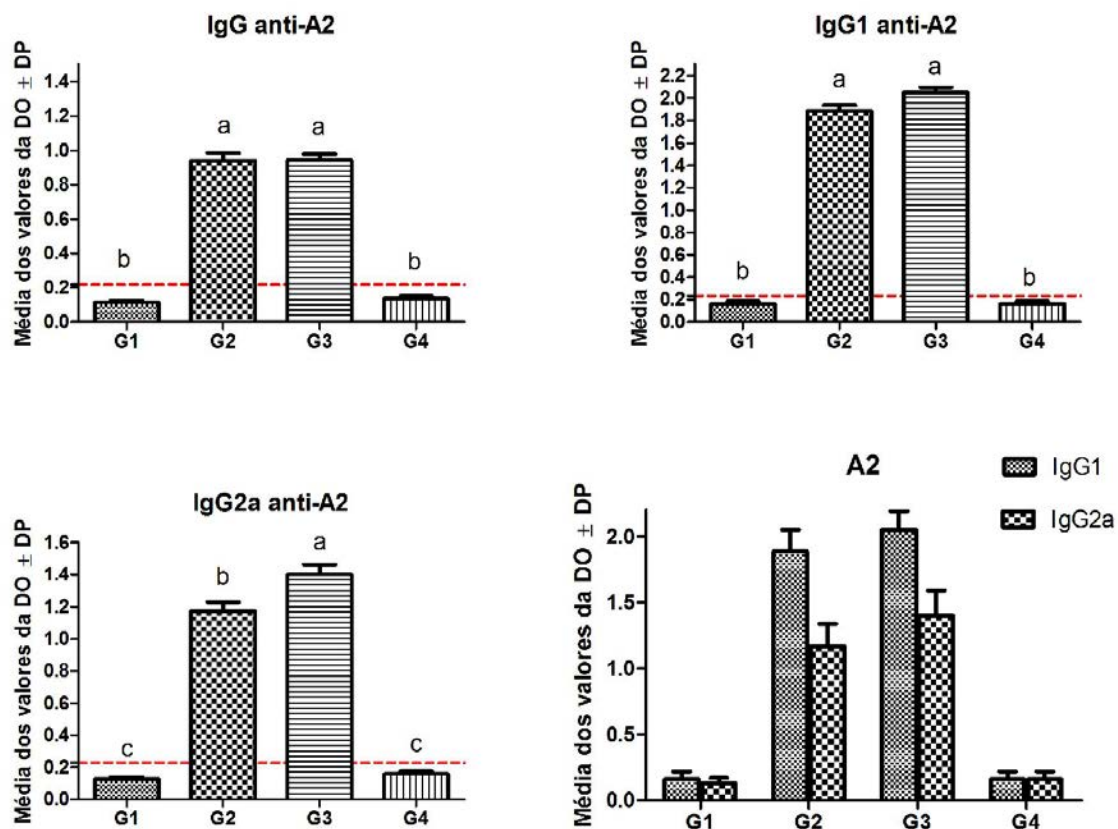 IgG anti-A2
Média dos valores da DO ± DP
1.4
1.2
1.0
0.8
0.6
0.4
0.2
0.0
b
a
a
b
G1
G2
G3
G4
IgG1 anti-A2
Média dos valores da DO ± DP
2.2
2.0
1.8
1.6
1.4
1.2
1.0
2.0
0.8
0.6
0.4
0.2
0.0
b
a
a
b
G1
G2
G3
G4
IgG2a anti-A2
Média dos valores da DO ± DP
1.6
1.4
1.2
1.0
0.8
0.6
0.4
0.2
0.0
c
b
a
c
G1
G2
G3
G4
A2
IgG1
IgG2a
Média dos valores da DO ± DP
2.0
1.5
1.0
0.5
0.0
G1
G2
G3
G4